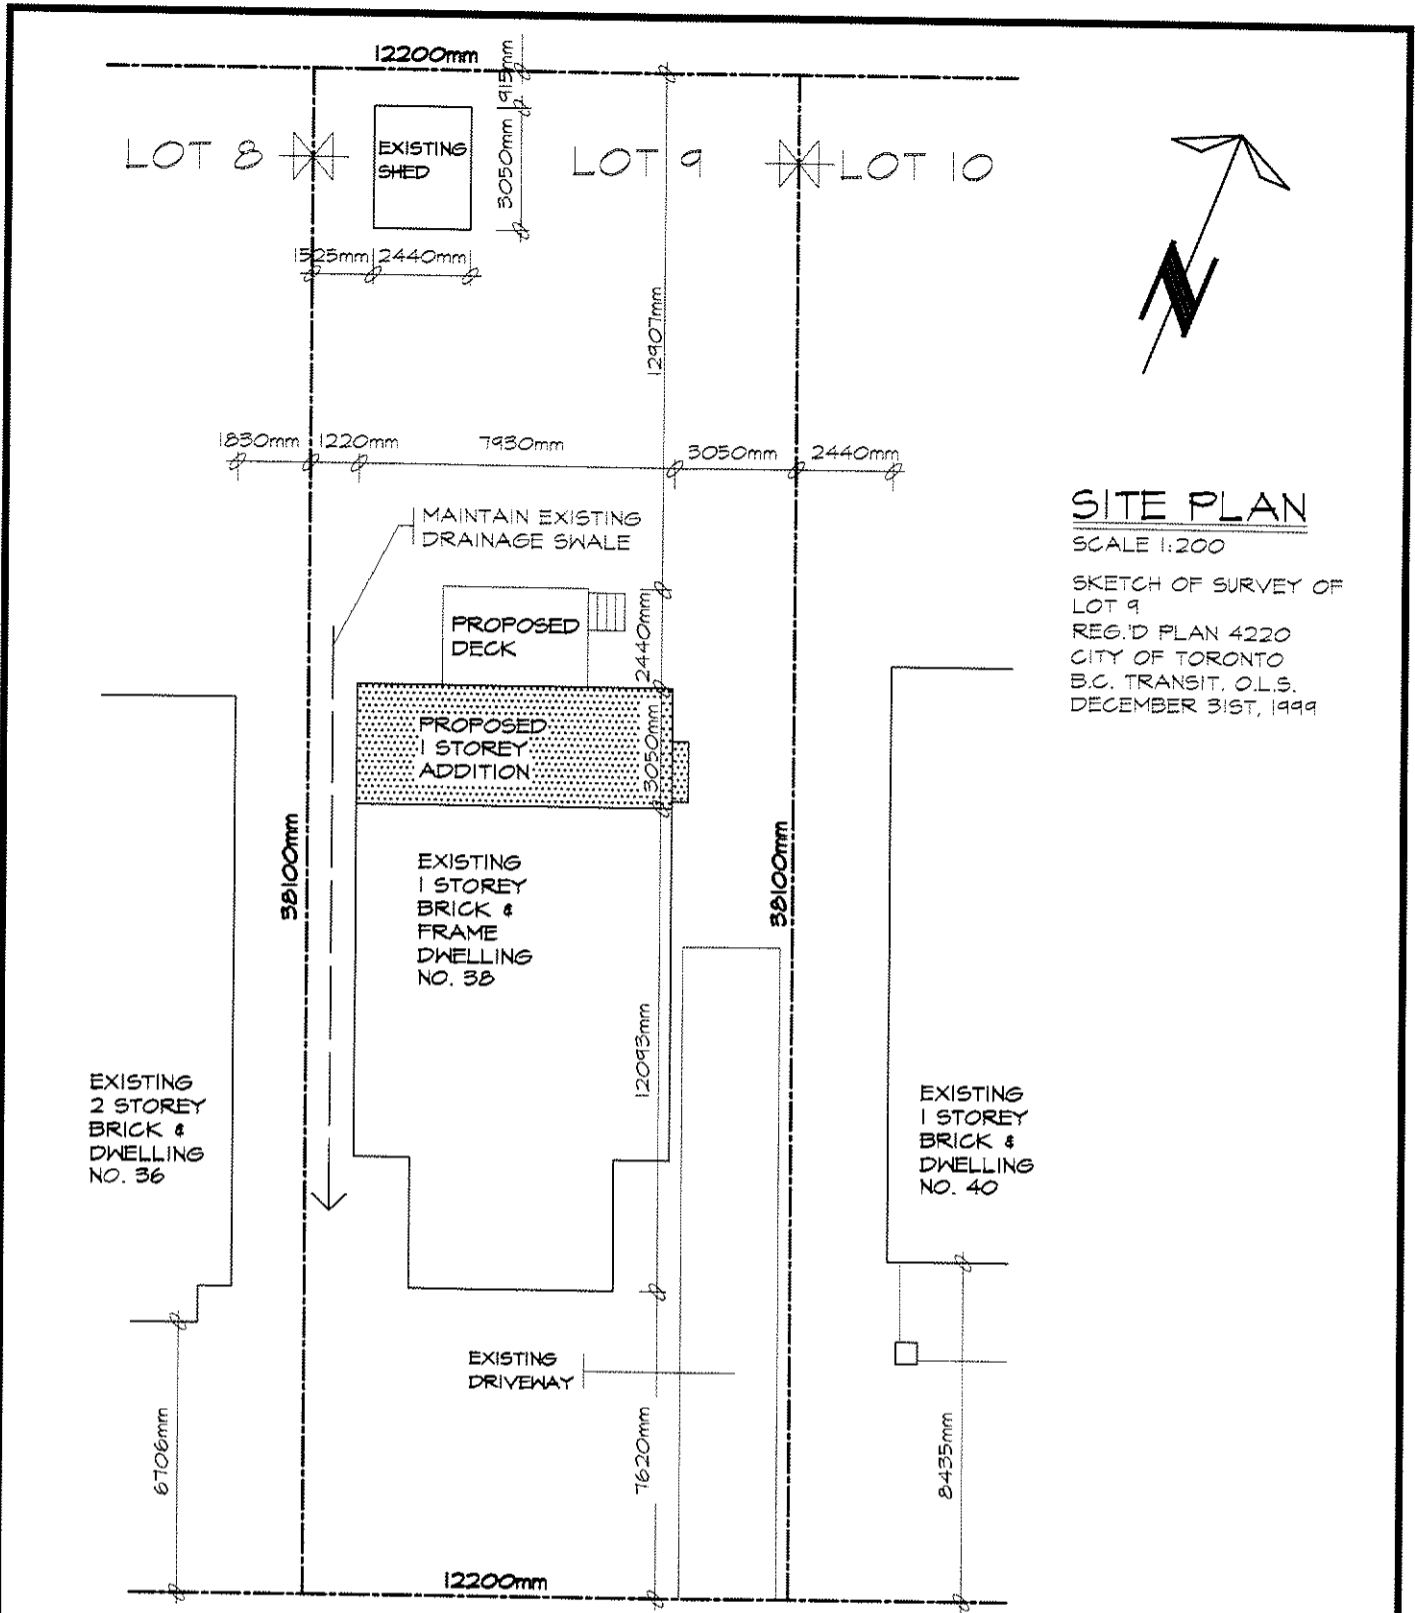 12200mm
915mm
LOT 8
EXISTING
SHED
3050mm
LOT 9
LOT 10
1525mm
2440mm
12907mm
1830mm
1220mm
7930mm
3050mm
2440mm
N
SITE PLAN
SCALE 1:200
SKETCH OF SURVEY OF
LOT 9
REG.'D PLAN 4220
CITY OF TORONTO
B.C. TRANSIT. O.L.S.
DECEMBER 31ST, 1999
MAINTAIN EXISTING
DRAINAGE SWALE
PROPOSED
DECK
2440mm
PROPOSED
1 STOREY
ADDITION
3050mm
38100mm
EXISTING
1 STOREY
BRICK &
FRAME
DWELLING
NO. 38
38100mm
12093mm
EXISTING
2 STOREY
BRICK &
DWELLING
NO. 36
EXISTING
1 STOREY
BRICK &
DWELLING
NO. 40
EXISTING
DRIVEWAY
6706mm
7620mm
8435mm
12200mm